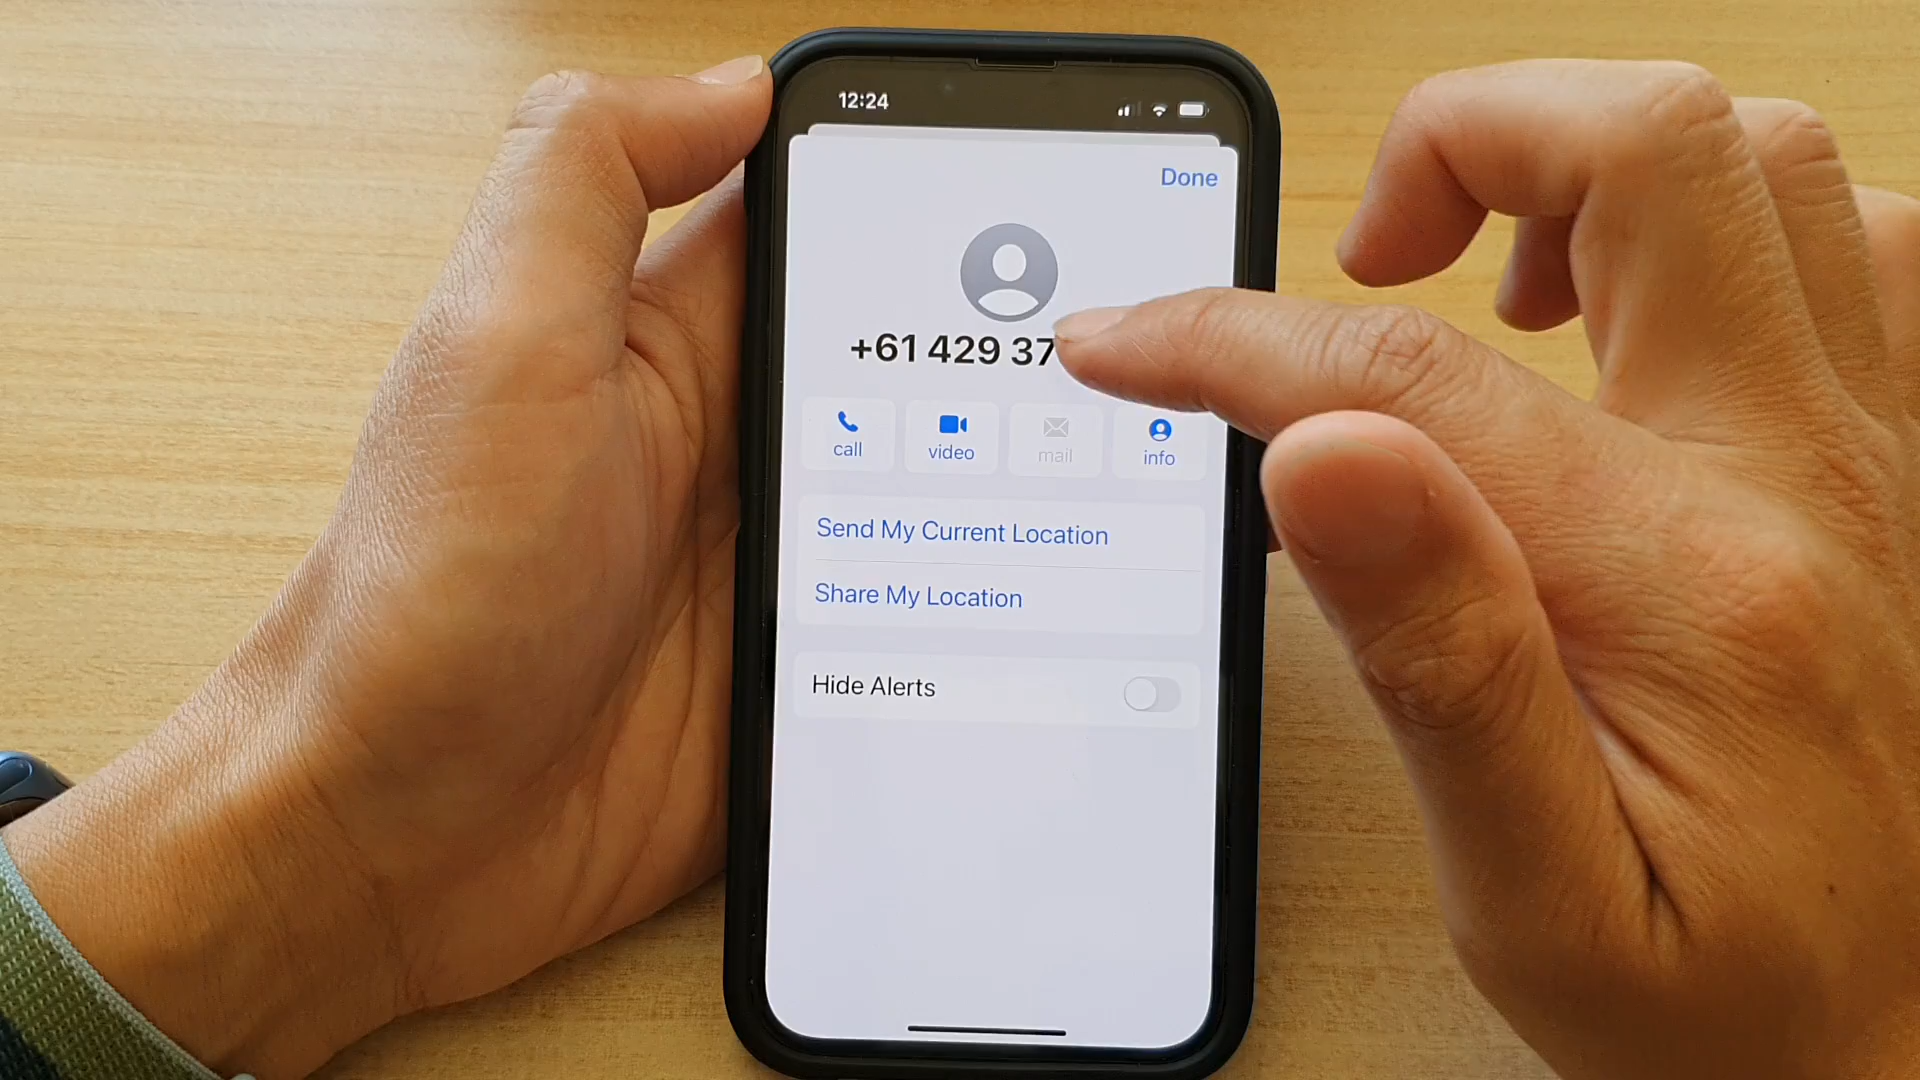 12:24
Done
+61 429 37
call
video
mail
info
Send My Current Location
Share My Location
Hide Alerts